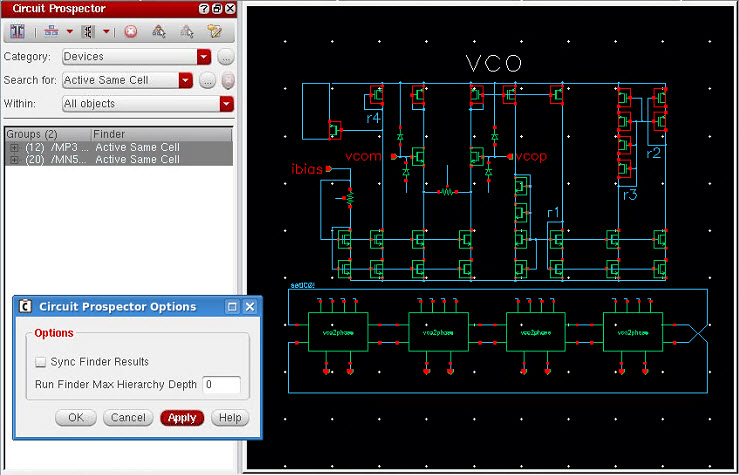 Circuit Prospector
Category: Devices
Search for: Active Same Cell
Within: All objects
Groups (2) Finder
(12) /MP3 ... Active Same Cell
(20) /MN5... Active Same Cell
Circuit Prospector Options
Options
Sync Finder Results
Run Finder Max Hierarchy Depth 0
OK Cancel Apply Help
VCO
r4
vcom vcop
r2
ibias
r3
r1
vco2phase vco2phase vco2phase vco2phase